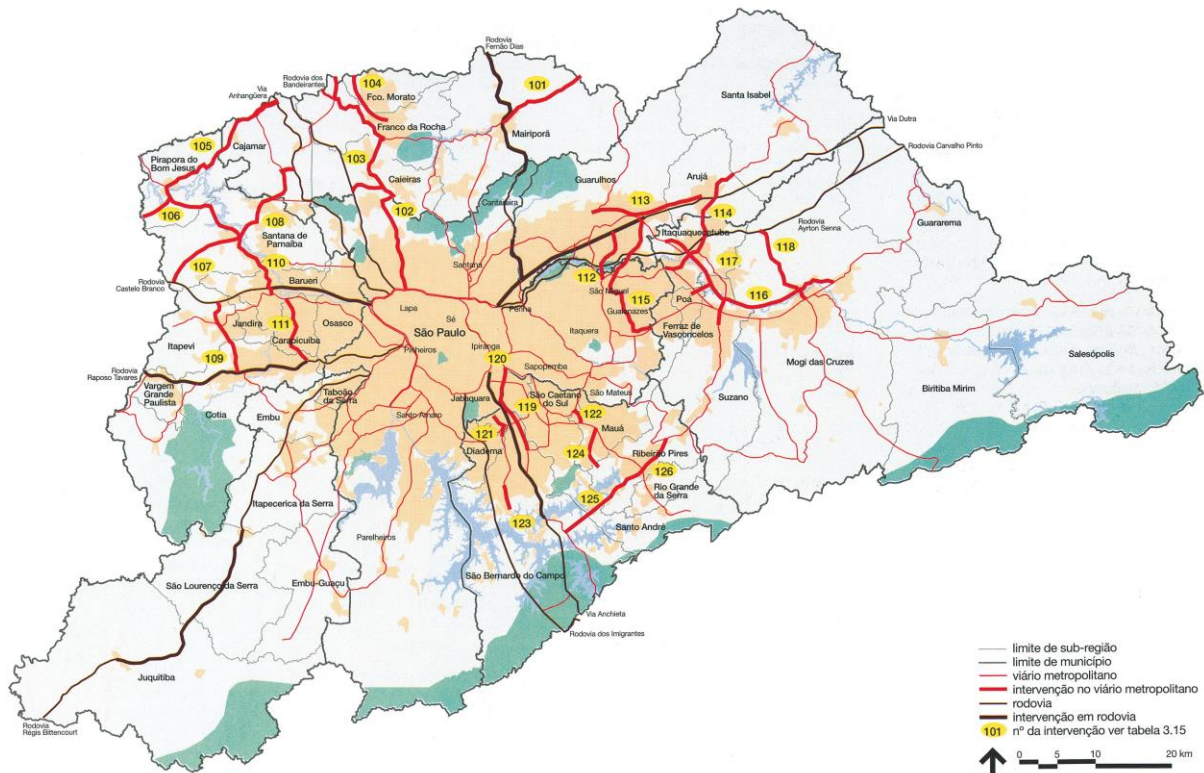 Rodovia
Fernão Dias
104
Rodovia dos
Bandeirantes
101
Fco. Morato
Via
Anhangüera
Santa Isabel
Franco da Rocha
Mairiporã
Via Dutra
105
Cajamar
Rodovia Carvalho Pinto
Pirapora do
Bom Jesus
103
Caieiras
Guarulhos
Arujá
Cantareira
113
106
102
114
108
Itaquaquecetuba
Rodovia
Ayrton Senna
Guararema
Santana de
Parnaíba
118
107
110
Santana
112
117
Rodovia
Castelo Branco
Barueri
São Miguel
116
Lapa
Penha
115
Poá
Jandira
111
Osasco
Sé
Guaianazes
São Paulo
Itaquera
Ferraz de
Vasconcelos
Carapicuíba
Itapevi
Pinheiros
Ipiranga
109
120
Mogi das Cruzes
Salesópolis
Rodovia
Raposo Tavares
Sapopemba
Biritiba Mirim
Vargem
Grande
Paulista
Taboão
da Serra
São Mateus
Suzano
Jabaquara
São Caetano
do Sul
119
Cotia
Embu
Santo Amaro
122
121
Mauá
Diadema
124
Ribeirão Pires
126
Rio Grande
da Serra
Itapecerica da Serra
125
123
Santo André
Parelheiros
São Bernardo do Campo
São Lourenço da Serra
Embu-Guaçu
Via Anchieta
Rodovia dos Imigrantes
Juquitiba
Rodovia
Régis Bittencourt
limite de sub-região
limite de município
viário metropolitano
intervenção no viário metropolitano
rodovia
intervenção em rodovia
101 nº da intervenção ver tabela 3.15
0 5 10 20 km